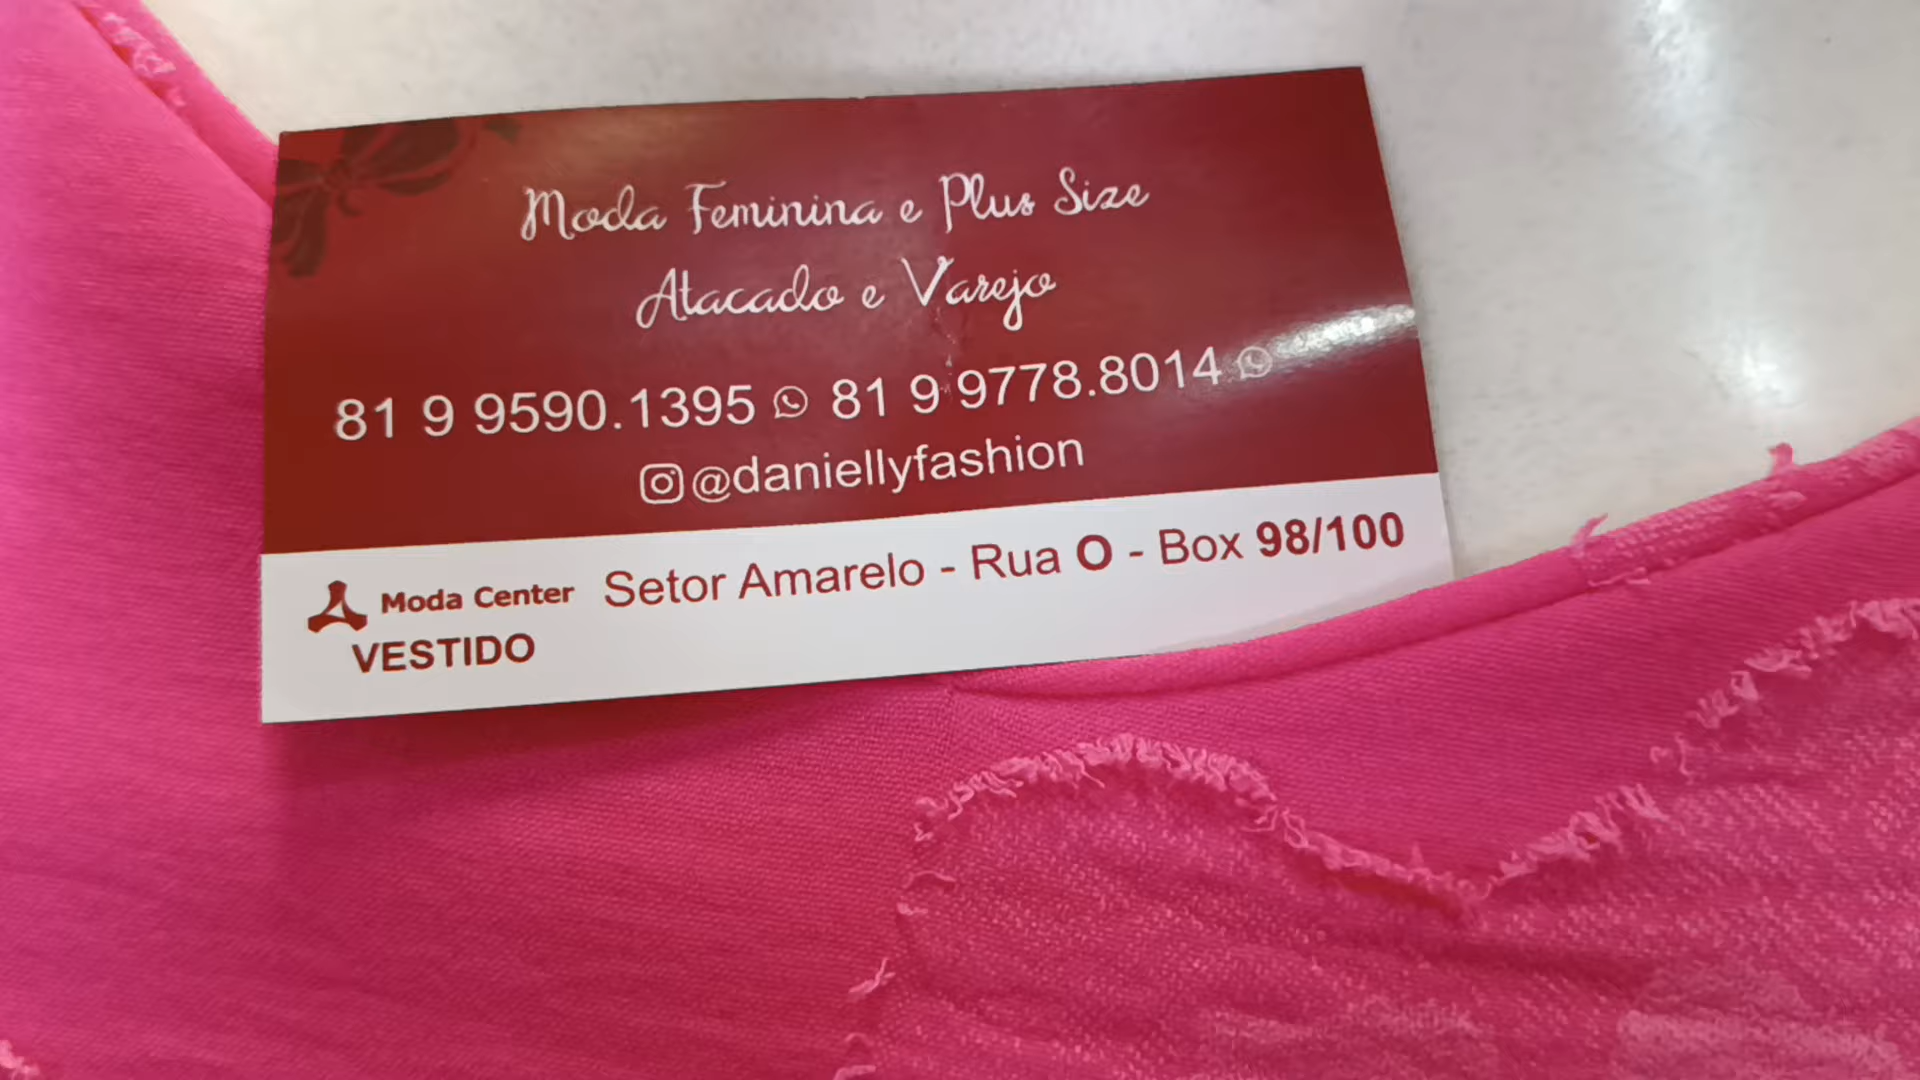 Moda Feminina e Plus Size
Atacado e Varejo
81 9 9590.1395 81 9 9778.8014
@daniellyfashion
Moda Center Setor Amarelo - Rua O - Box 98/100
VESTIDO